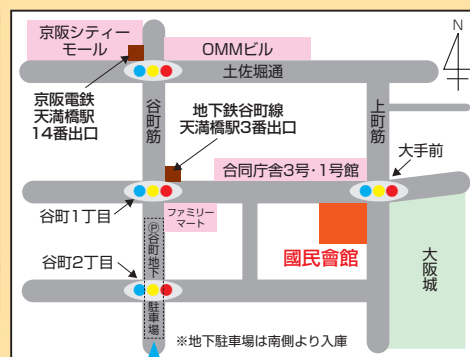 京阪シティー
モール
OMMビル
土佐堀通
N
京阪電鉄
天満橋駅
14番出口
谷町筋
地下鉄谷町線
天満橋駅3番出口
上町筋
大手前
合同庁舎3号・1号館
谷町1丁目
ファミリー
マート
國民會館
谷町2丁目
Ⓟ谷町地下駐車場
大阪城
※地下駐車場は南側より入庫